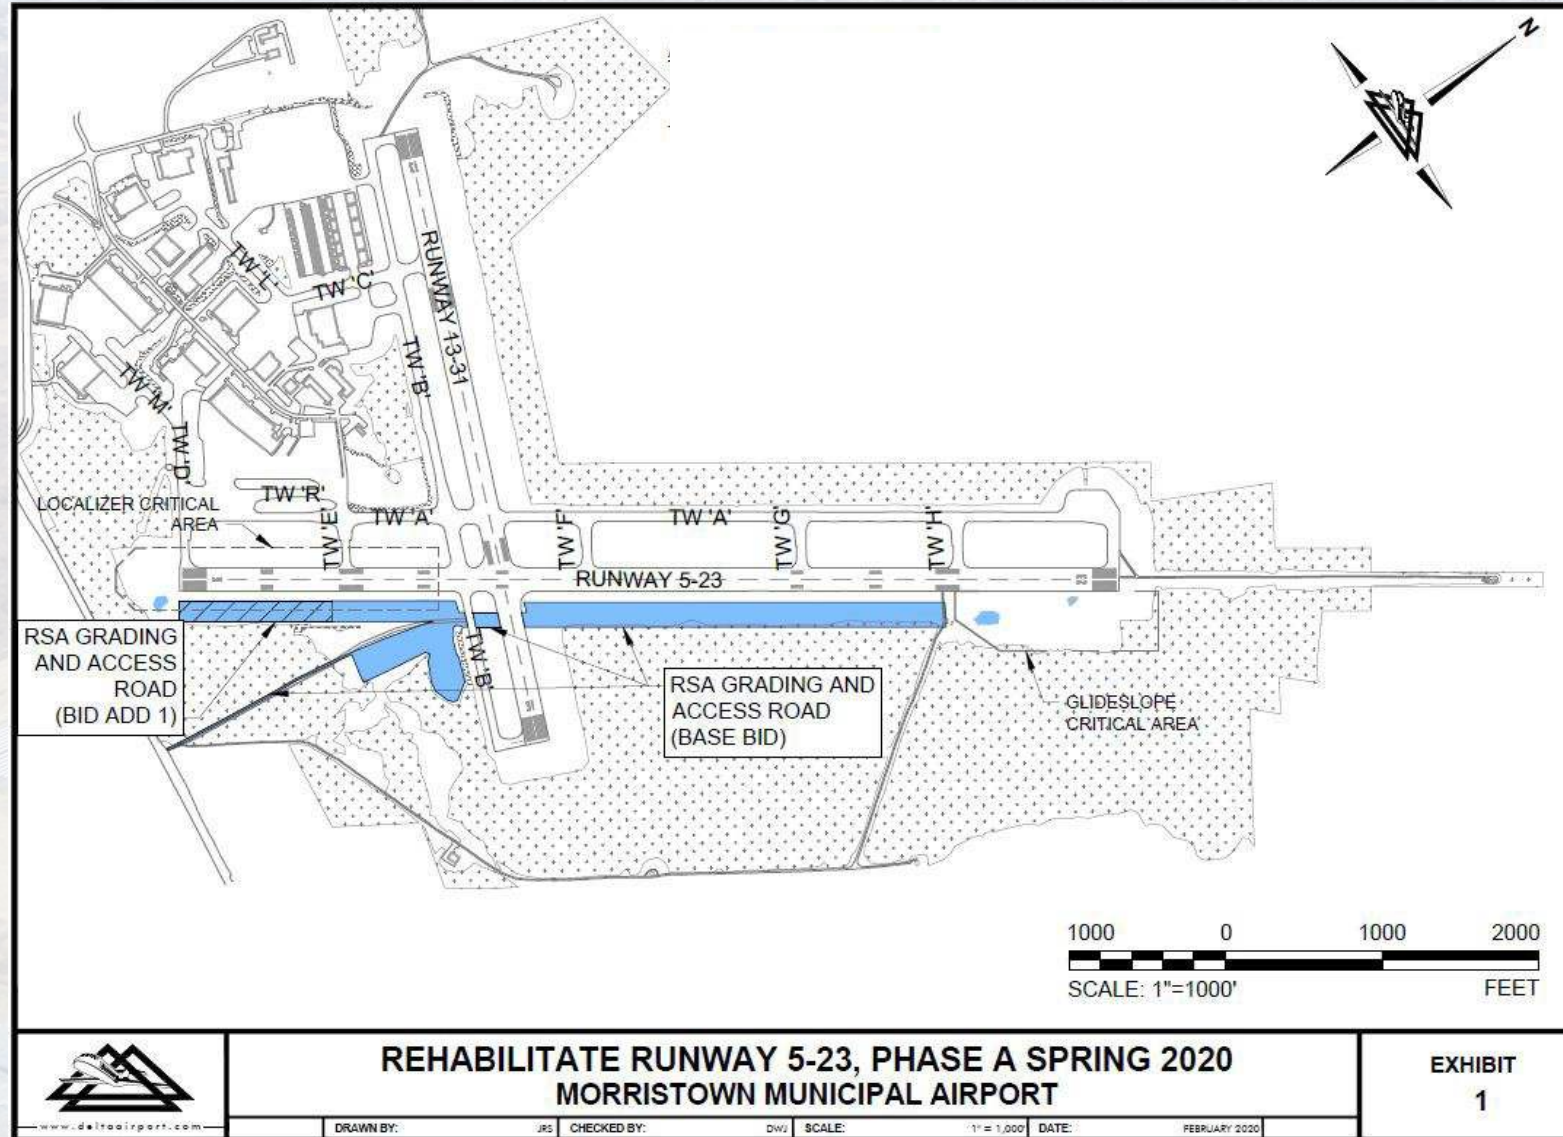 N
RUNWAY 13-31
TW 'L'
TW 'C'
TW 'B'
TW 'M'
TW 'D'
LOCALIZER CRITICAL
AREA
TW 'R'
TW 'E'
TW 'A'
TW 'F'
TW 'A'
TW 'G'
TW 'H'
RUNWAY 5-23
23
RSA GRADING
AND ACCESS
ROAD
(BID ADD 1)
TW 'B'
RSA GRADING AND
ACCESS ROAD
(BASE BID)
GLIDESLOPE
CRITICAL AREA
1000 0 1000 2000
SCALE: 1"=1000' FEET
www.deltaairport.com
REHABILITATE RUNWAY 5-23, PHASE A SPRING 2020
MORRISTOWN MUNICIPAL AIRPORT
EXHIBIT
1
DRAWN BY: JRS CHECKED BY: DWJ SCALE: 1" = 1,000' DATE: FEBRUARY 2020